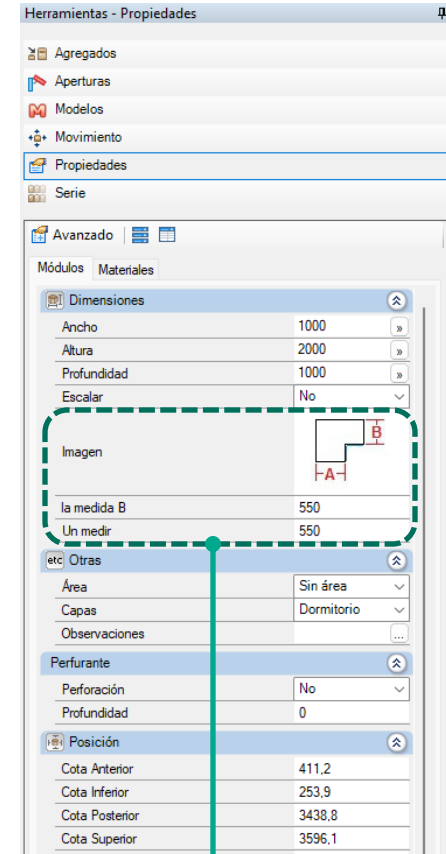 Herramientas - Propiedades
Agregados
Aperturas
Modelos
Movimiento
Propiedades
Serie
Avanzado
Módulos Materiales
Dimensiones
Ancho 1000 »
Altura 2000 »
Profundidad 1000 »
Escalar No
Imagen B
A
la medida B 550
Un medir 550
etc Otras
Área Sin área
Capas Dormitorio
Observaciones ...
Perfurante
Perforación No
Profundidad 0
Posición
Cota Anterior 411,2
Cota Inferior 253,9
Cota Posterior 3438,8
Cota Superior 3596,1